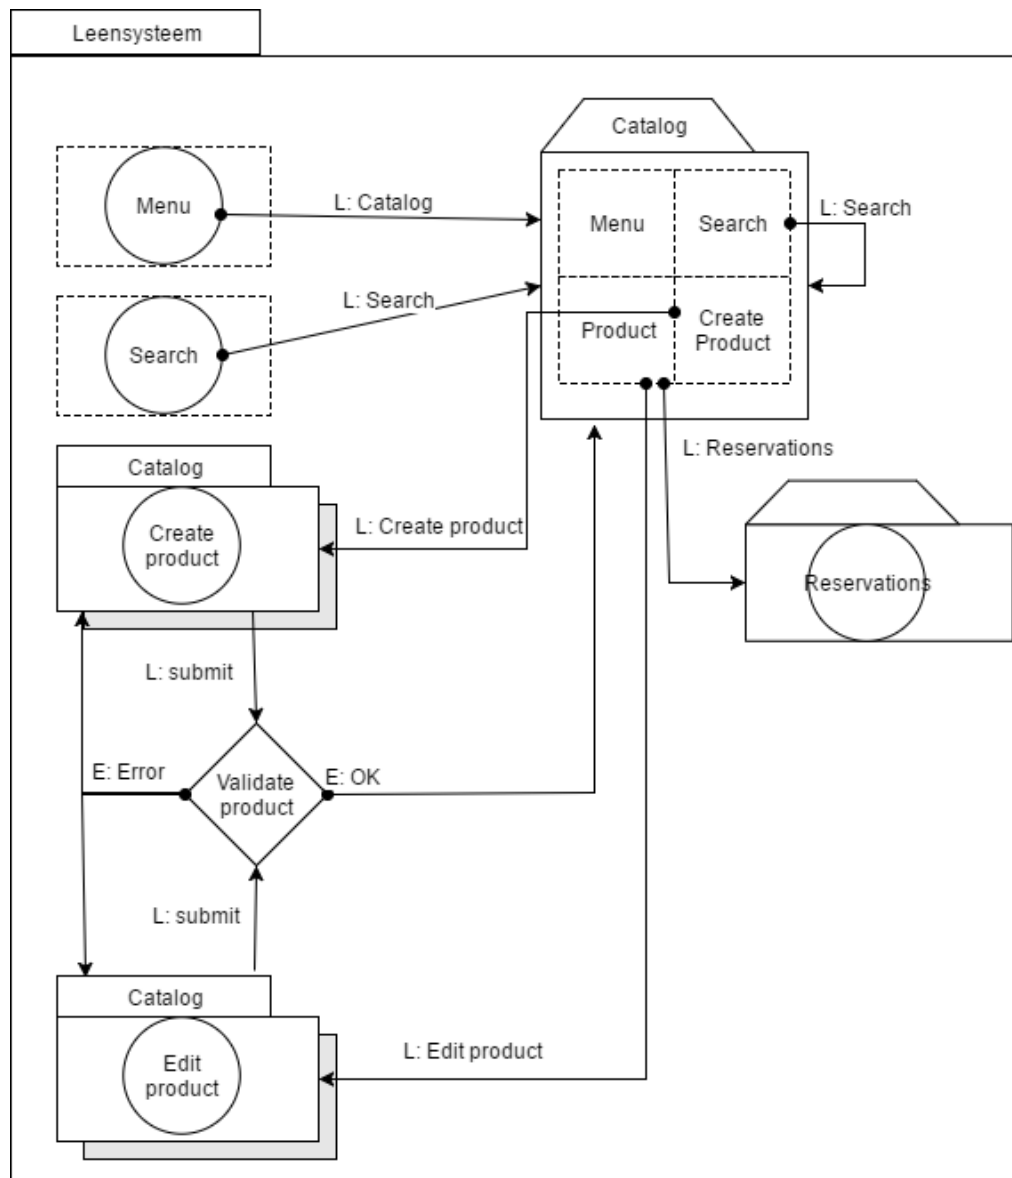 Leensysteem
Catalog
Menu
L: Catalog
Menu
Search
L: Search
Search
L: Search
Product
Create
Product
L: Reservations
Catalog
Create
product
L: Create product
Reservations
L: submit
E: Error
Validate
product
E: OK
L: submit
Catalog
Edit
product
L: Edit product